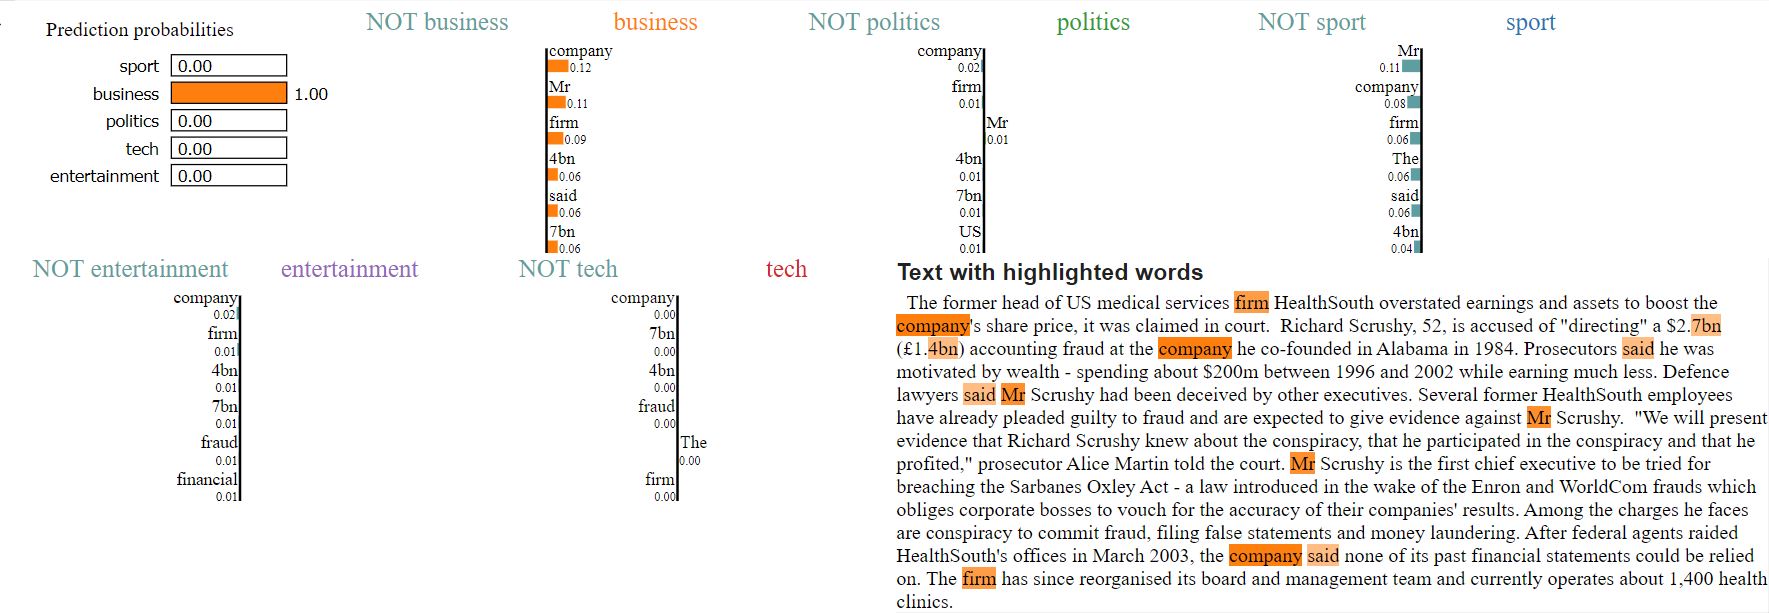 Prediction probabilities
sport 0.00
business 1.00
politics 0.00
tech 0.00
entertainment 0.00
NOT business business
company
0.12
Mr
0.11
firm
0.09
4bn
0.06
said
0.06
7bn
0.06
NOT politics politics
company
0.02
firm
0.01
Mr
0.01
4bn
0.01
7bn
0.01
US
0.01
NOT sport sport
Mr
0.11
company
0.08
firm
0.06
The
0.06
said
0.06
4bn
0.04
NOT entertainment entertainment
company
0.02
firm
0.01
4bn
0.01
7bn
0.01
fraud
0.01
financial
0.01
NOT tech tech
company
0.00
7bn
0.00
4bn
0.00
fraud
0.00
The
0.00
firm
0.00
Text with highlighted words
The former head of US medical services firm HealthSouth overstated earnings and assets to boost the
company's share price, it was claimed in court. Richard Scrushy, 52, is accused of "directing" a $2.7bn
(£1.4bn) accounting fraud at the company he co-founded in Alabama in 1984. Prosecutors said he was
motivated by wealth - spending about $200m between 1996 and 2002 while earning much less. Defence
lawyers said Mr Scrushy had been deceived by other executives. Several former HealthSouth employees
have already pleaded guilty to fraud and are expected to give evidence against Mr Scrushy. "We will present
evidence that Richard Scrushy knew about the conspiracy, that he participated in the conspiracy and that he
profited," prosecutor Alice Martin told the court. Mr Scrushy is the first chief executive to be tried for
breaching the Sarbanes Oxley Act - a law introduced in the wake of the Enron and WorldCom frauds which
obliges corporate bosses to vouch for the accuracy of their companies' results. Among the charges he faces
are conspiracy to commit fraud, filing false statements and money laundering. After federal agents raided
HealthSouth's offices in March 2003, the company said none of its past financial statements could be relied
on. The firm has since reorganised its board and management team and currently operates about 1,400 health
clinics.